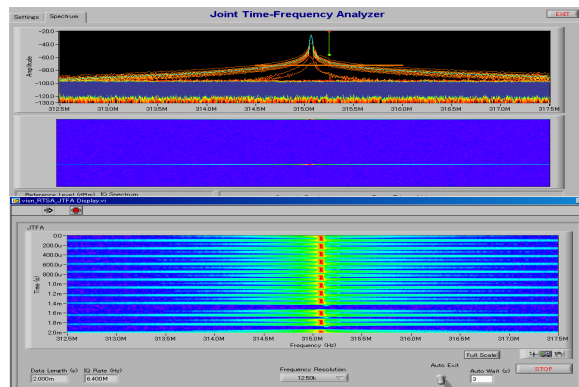 Settings Spectrum
Joint Time-Frequency Analyzer
EXIT
Amplitude
-20.0
-40.0
-60.0
-80.0
-100.0
-120.0
-130.0
312.5M 313.0M 313.5M 314.0M 314.5M 315.0M 315.5M 316.0M 316.5M 317.0M 317.5M
Reference Level (dBm) IQ Spectrum
visn_RTSA_JTFA Display.vi
JTFA
Time (s)
0.0
200.0u
400.0u
600.0u
800.0u
1.0m
1.2m
1.4m
1.6m
1.8m
2.0m
312.5M 313.0M 313.5M 314.0M 314.5M 315.0M 315.5M 316.0M 316.5M 317.0M 317.5M
Frequency (Hz)
Full Scale
Data Length (s) IQ Rate (Hz)
2.000m 6.400M
Frequency Resolution
12.50k
Auto Exit
Auto Wait (s)
3
STOP